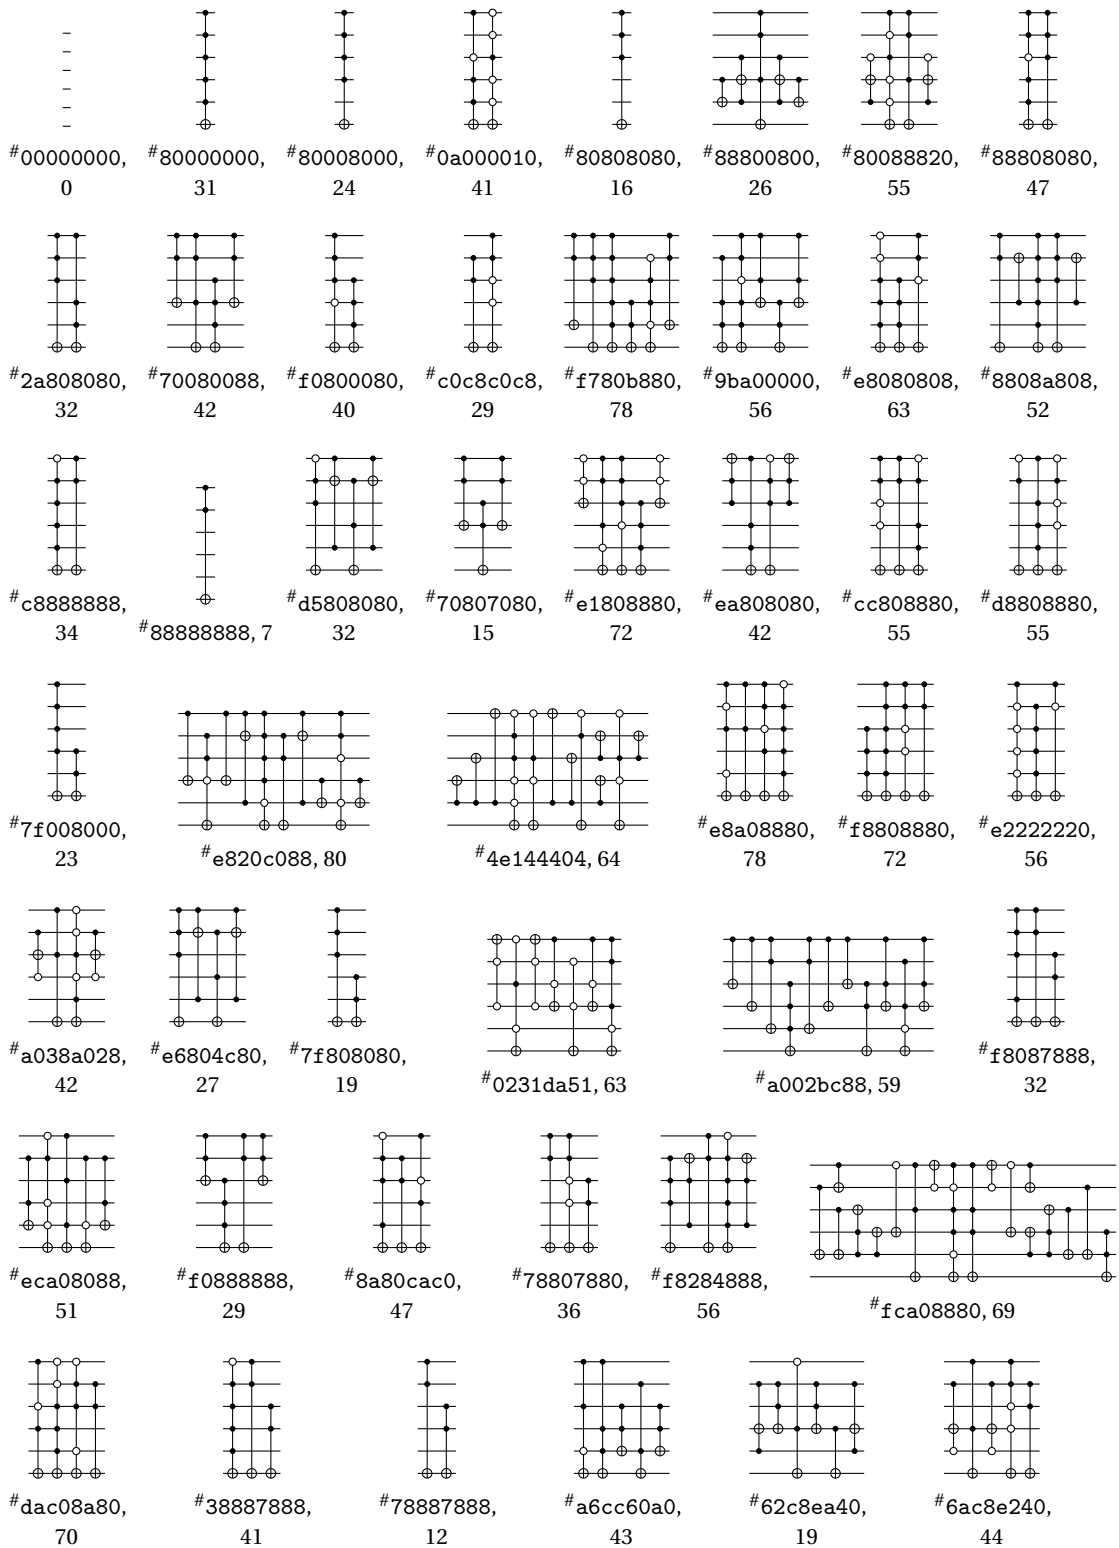 #00000000, #80000000, #80008000, #0a000010, #80808080, #88800800, #80088820, #88808080,
0 31 24 41 16 26 55 47
#2a808080, #70080088, #f0800080, #c0c8c0c8, #f780b880, #9ba00000, #e8080808, #8808a808,
32 42 40 29 78 56 63 52
#c8888888, #88888888, 7 #d5808080, #70807080, #e1808880, #ea808080, #cc808880, #d8808880,
34 32 15 72 42 55 55
#7f008000, #e820c088, 80 #4e144404, 64 #e8a08880, #f8808880, #e2222220,
23 78 72 56
#a038a028, #e6804c80, #7f808080, #0231da51, 63 #a002bc88, 59 #f8087888,
42 27 19 32
#eca08088, #f0888888, #8a80cac0, #78807880, #f8284888, #fca08880, 69
51 29 47 36 56
#dac08a80, #38887888, #78887888, #a6cc60a0, #62c8ea40, #6ac8e240,
70 41 12 43 19 44